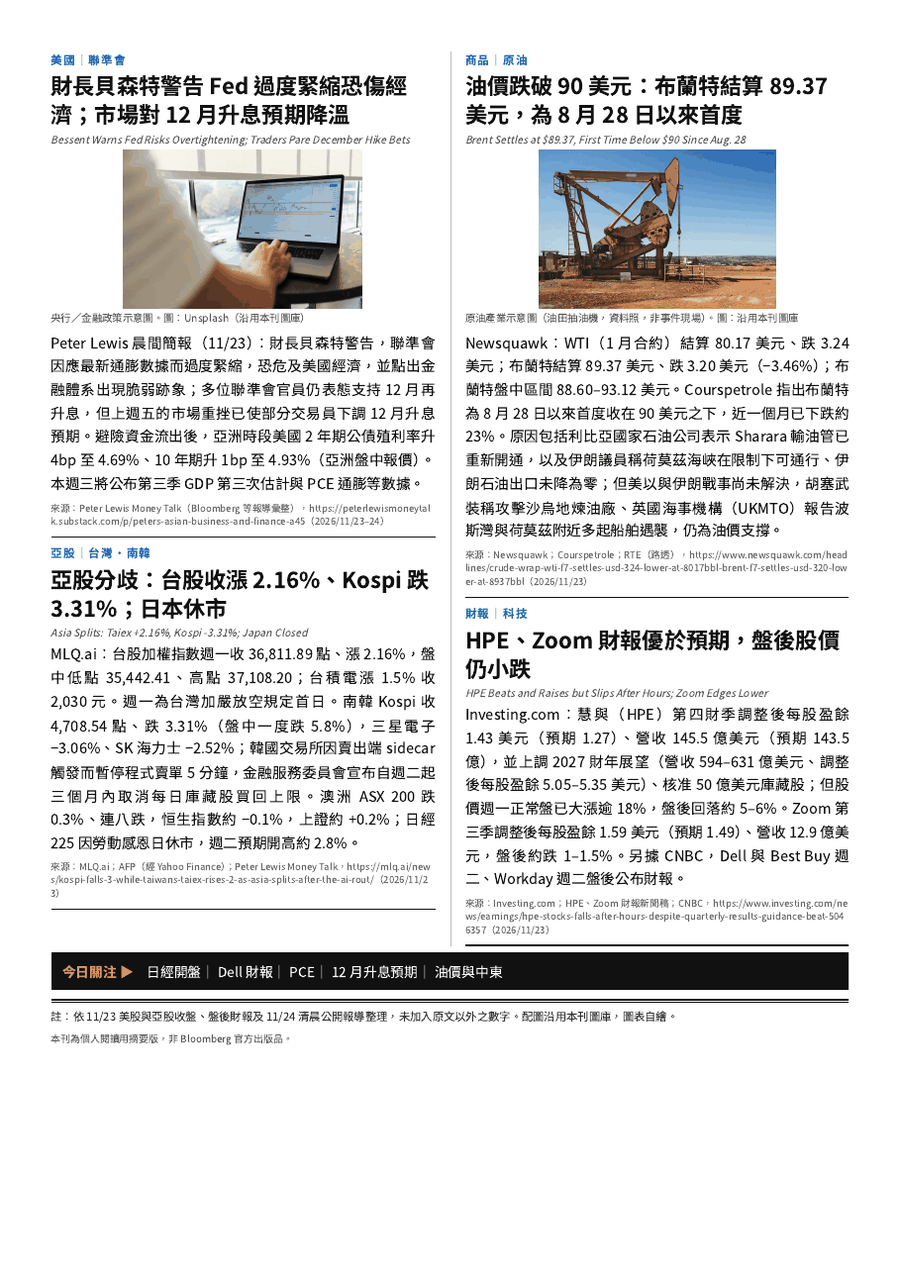 美國｜聯準會
財長貝森特警告 Fed 過度緊縮恐傷經
濟；市場對 12 月升息預期降溫
Bessent Warns Fed Risks Overtightening; Traders Pare December Hike Bets
央行／金融政策示意圖。圖：Unsplash（沿用本刊圖庫）
Peter Lewis 晨間簡報（11/23）：財長貝森特警告，聯準會
因應最新通膨數據而過度緊縮，恐危及美國經濟，並點出金
融體系出現脆弱跡象；多位聯準會官員仍表態支持 12 月再
升息，但上週五的市場重挫已使部分交易員下調 12 月升息
預期。避險資金流出後，亞洲時段美國 2 年期公債殖利率升
4bp 至 4.69%、10 年期升 1bp 至 4.93%（亞洲盤中報價）。
本週三將公布第三季 GDP 第三次估計與 PCE 通膨等數據。
來源：Peter Lewis Money Talk（Bloomberg 等報導彙整），https://peterlewismoneytal
k.substack.com/p/peters-asian-business-and-finance-a45（2026/11/23–24）
亞股｜台灣・南韓
亞股分歧：台股收漲 2.16%、Kospi 跌
3.31%；日本休市
Asia Splits: Taiex +2.16%, Kospi -3.31%; Japan Closed
MLQ.ai：台股加權指數週一收 36,811.89 點、漲 2.16%，盤
中低點 35,442.41、高點 37,108.20；台積電漲 1.5% 收
2,030 元。週一為台灣加嚴放空規定首日。南韓 Kospi 收
4,708.54 點、跌 3.31%（盤中一度跌 5.8%），三星電子
−3.06%、SK 海力士 −2.52%；韓國交易所因賣出端 sidecar
觸發而暫停程式賣單 5 分鐘，金融服務委員會宣布自週二起
三個月內取消每日庫藏股買回上限。澳洲 ASX 200 跌
0.3%、連八跌，恒生指數約 −0.1%，上證約 +0.2%；日經
225 因勞動感恩日休市，週二預期開高約 2.8%。
來源：MLQ.ai；AFP（經 Yahoo Finance）；Peter Lewis Money Talk，https://mlq.ai/new
s/kospi-falls-3-while-taiwans-taiex-rises-2-as-asia-splits-after-the-ai-rout/（2026/11/2
3）
商品｜原油
油價跌破 90 美元：布蘭特結算 89.37
美元，為 8 月 28 日以來首度
Brent Settles at $89.37, First Time Below $90 Since Aug. 28
原油產業示意圖（油田抽油機，資料照，非事件現場）。圖：沿用本刊圖庫
Newsquawk：WTI（1 月合約）結算 80.17 美元、跌 3.24
美元；布蘭特結算 89.37 美元、跌 3.20 美元（−3.46%）；布
蘭特盤中區間 88.60–93.12 美元。Courspetrole 指出布蘭特
為 8 月 28 日以來首度收在 90 美元之下，近一個月已下跌約
23%。原因包括利比亞國家石油公司表示 Sharara 輸油管已
重新開通，以及伊朗議員稱荷莫茲海峽在限制下可通行、伊
朗石油出口未降為零；但美以與伊朗戰事尚未解決，胡塞武
裝稱攻擊沙烏地煉油廠、英國海事機構（UKMTO）報告波
斯灣與荷莫茲附近多起船舶遇襲，仍為油價支撐。
來源：Newsquawk；Courspetrole；RTE（路透），https://www.newsquawk.com/head
lines/crude-wrap-wti-f7-settles-usd-324-lower-at-8017bbl-brent-f7-settles-usd-320-low
er-at-8937bbl（2026/11/23）
財報｜科技
HPE、Zoom 財報優於預期，盤後股價
仍小跌
HPE Beats and Raises but Slips After Hours; Zoom Edges Lower
Investing.com：慧與（HPE）第四財季調整後每股盈餘
1.43 美元（預期 1.27）、營收 145.5 億美元（預期 143.5
億），並上調 2027 財年展望（營收 594–631 億美元、調整
後每股盈餘 5.05–5.35 美元）、核准 50 億美元庫藏股；但股
價週一正常盤已大漲逾 18%，盤後回落約 5–6%。Zoom 第
三季調整後每股盈餘 1.59 美元（預期 1.49）、營收 12.9 億美
元，盤後約跌 1–1.5%。另據 CNBC，Dell 與 Best Buy 週
二、Workday 週二盤後公布財報。
來源：Investing.com；HPE、Zoom 財報新聞稿；CNBC，https://www.investing.com/ne
ws/earnings/hpe-stocks-falls-after-hours-despite-quarterly-results-guidance-beat-504
6357（2026/11/23）
今日關注 ▶ 日經開盤｜ Dell 財報｜ PCE｜ 12 月升息預期｜ 油價與中東
註：依 11/23 美股與亞股收盤、盤後財報及 11/24 清晨公開報導整理，未加入原文以外之數字。配圖沿用本刊圖庫，圖表自繪。
本刊為個人閱讀用摘要版，非 Bloomberg 官方出版品。